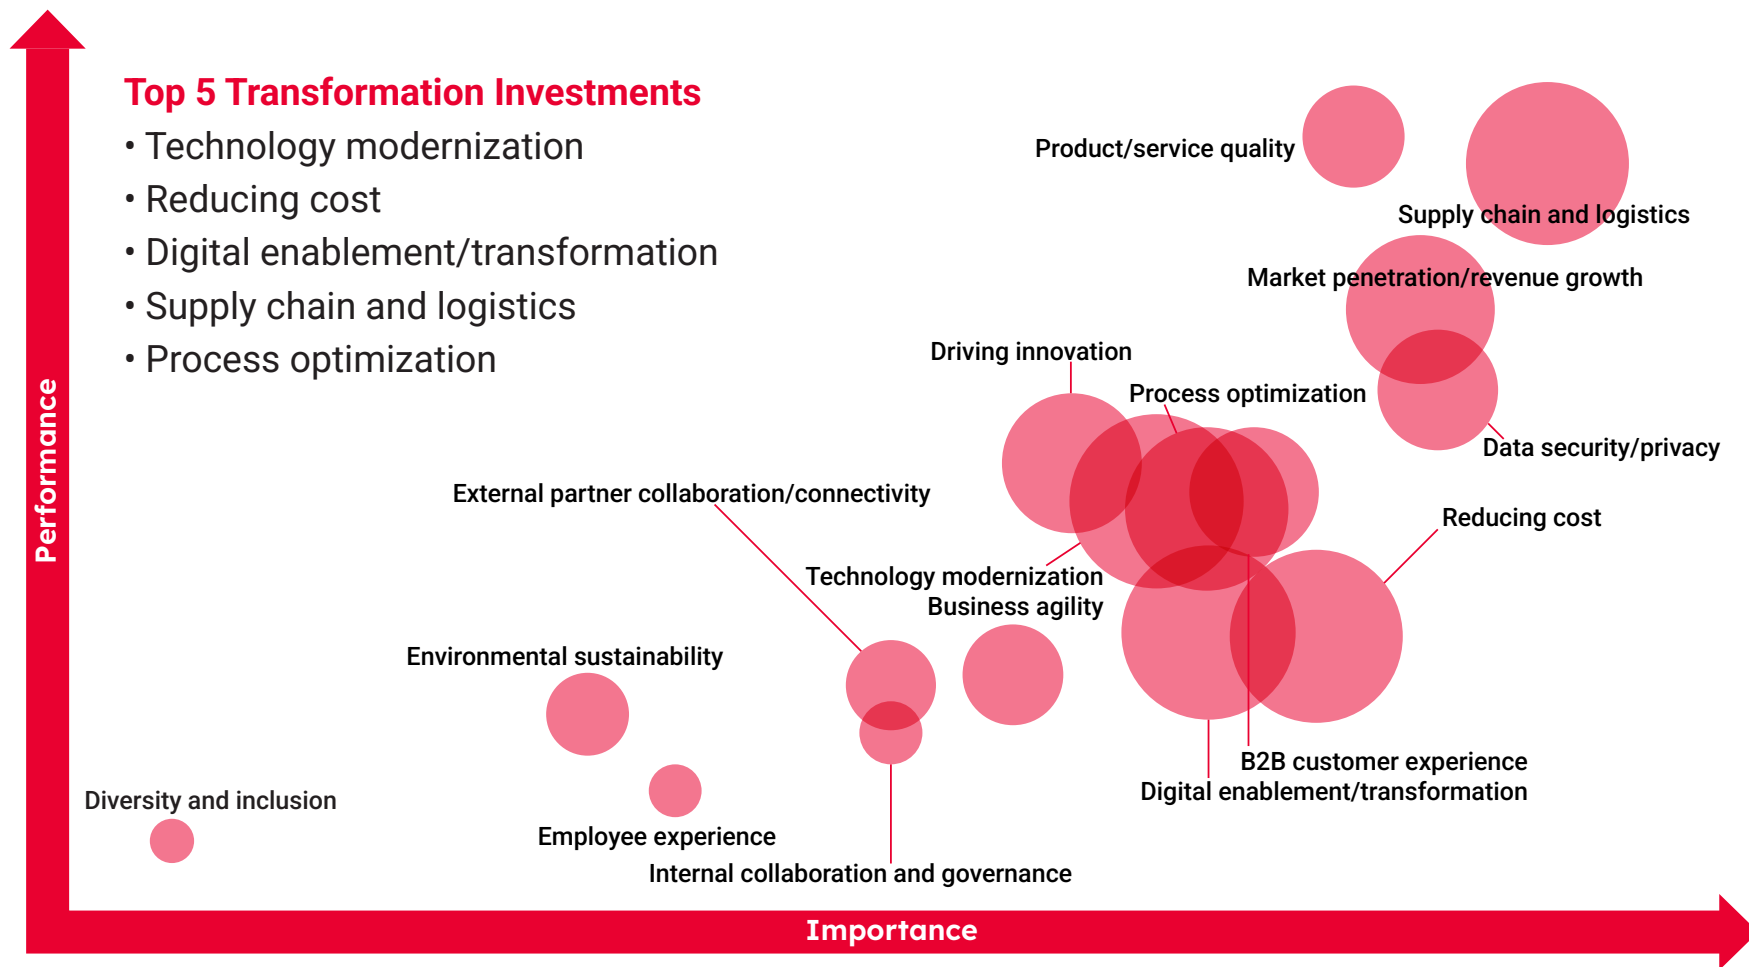 Top 5 Transformation Investments
• Technology modernization
• Reducing cost
• Digital enablement/transformation
• Supply chain and logistics
• Process optimization
Product/service quality
Supply chain and logistics
Market penetration/revenue growth
Driving innovation
Process optimization
Data security/privacy
External partner collaboration/connectivity
Reducing cost
Technology modernization
Business agility
Environmental sustainability
B2B customer experience
Digital enablement/transformation
Diversity and inclusion
Employee experience
Internal collaboration and governance
Performance
Importance